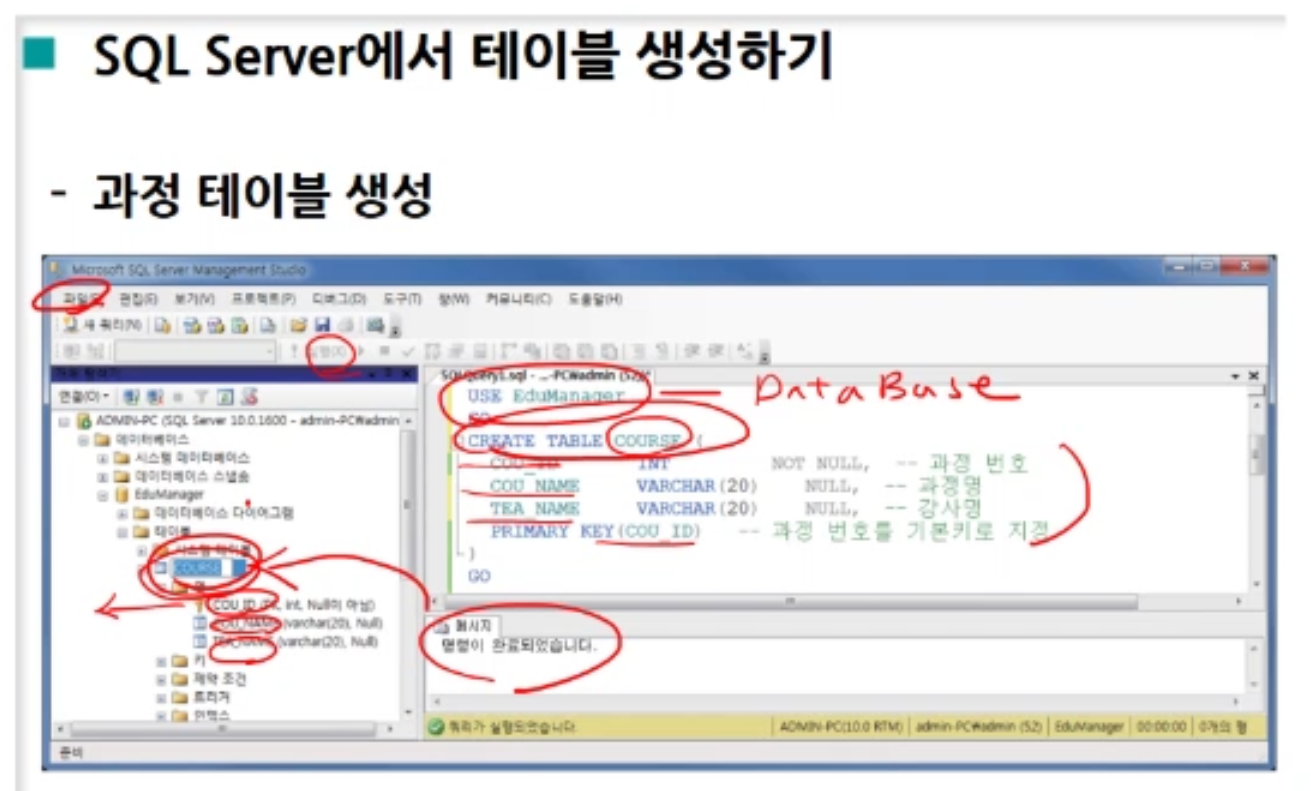 SQL Server에서 테이블 생성하기
- 과정 테이블 생성
Microsoft SQL Server Management Studio
파일(F) 편집(E) 보기(V) 프로젝트(P) 디버그(D) 도구(T) 창(W) 커뮤니티(C) 도움말(H)
새 쿼리(N)
실행(X)
연결(O)
ADMIN-PC (SQL Server 10.0.1600 - admin-PC\admin
데이터베이스
시스템 데이터베이스
데이터베이스 스냅숏
EduManager
데이터베이스 다이어그램
테이블
시스템 테이블
COURSE
열
COU_ID (PK, int, Null이 아님)
COU_NAME (varchar(20), Null)
TEA_NAME (varchar(20), Null)
키
제약 조건
트리거
인덱스
준비
SQLQuery1.sql - ...-PC\admin (52))*
USE EduManager
DataBase
GO
CREATE TABLE COURSE (
COU_ID INT NOT NULL, -- 과정 번호
COU_NAME VARCHAR(20) NULL, -- 과정명
TEA_NAME VARCHAR(20) NULL, -- 강사명
PRIMARY KEY(COU_ID) -- 과정 번호를 기본키로 지정
)
GO
메시지
명령이 완료되었습니다.
쿼리가 실행되었습니다. ADMIN-PC(10.0 RTM) admin-PC\admin (52) EduManager 00:00:00 0개의 행